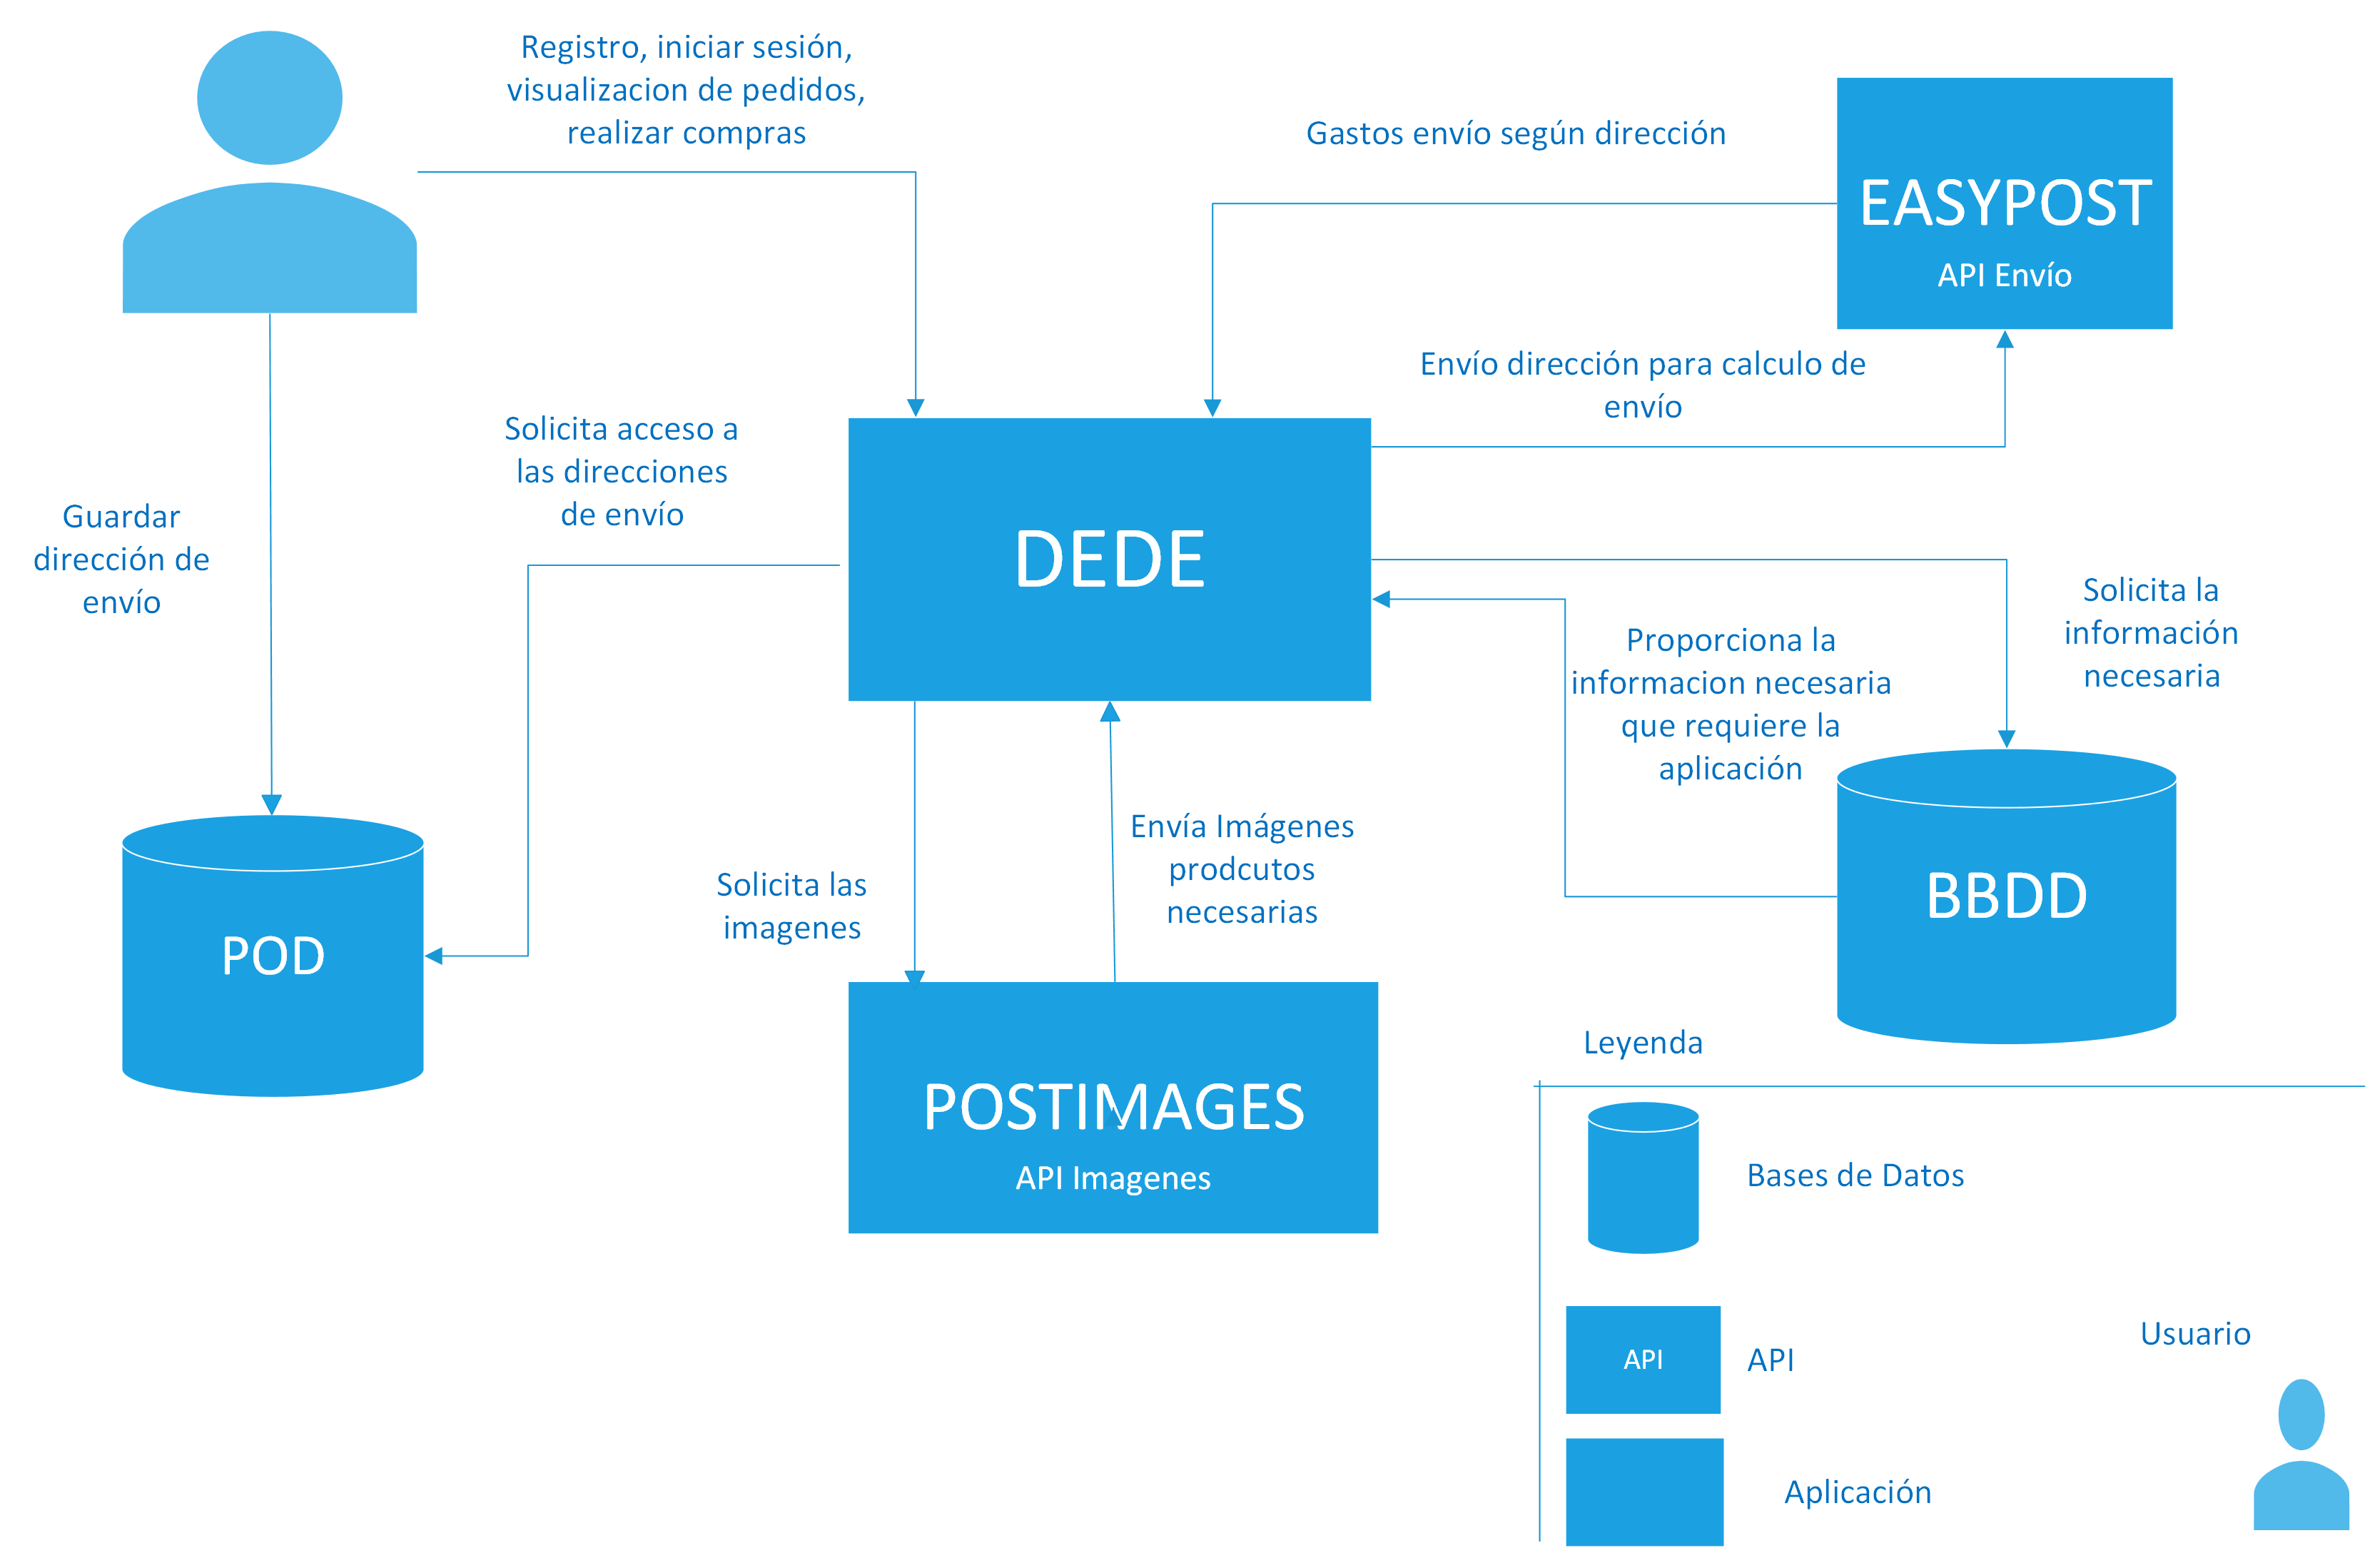 Registro, iniciar sesión,
visualizacion de pedidos,
realizar compras
Gastos envío según dirección
EASYPOST
API Envío
Envío dirección para calculo de
envío
Solicita acceso a
las direcciones
de envío
Guardar
dirección de
envío
DEDE
Solicita la
información
necesaria
Proporciona la
informacion necesaria
que requiere la
aplicación
Envía Imágenes
prodcutos
necesarias
Solicita las
imagenes
BBDD
POD
POSTIMAGES
API Imagenes
Leyenda
Bases de Datos
API
API
Usuario
Aplicación